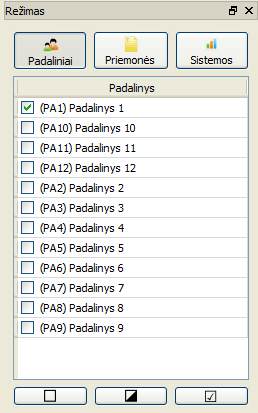 Režimas
Padaliniai Priemonės Sistemos
Padalinys
(PA1) Padalinys 1
(PA10) Padalinys 10
(PA11) Padalinys 11
(PA12) Padalinys 12
(PA2) Padalinys 2
(PA3) Padalinys 3
(PA4) Padalinys 4
(PA5) Padalinys 5
(PA6) Padalinys 6
(PA7) Padalinys 7
(PA8) Padalinys 8
(PA9) Padalinys 9